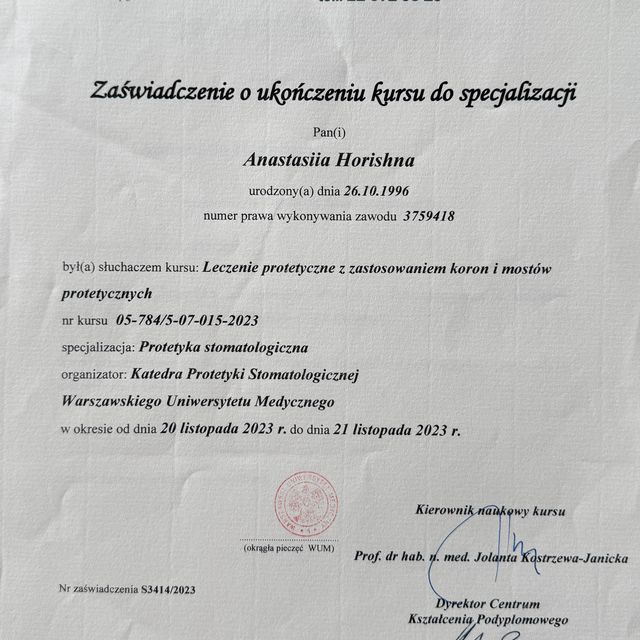 Zaświadczenie o ukończeniu kursu do specjalizacji
Pan(i)
Anastasiia Horishna
urodzony(a) dnia 26.10.1996
numer prawa wykonywania zawodu 3759418
był(a) słuchaczem kursu: Leczenie protetyczne z zastosowaniem koron i mostów
protetycznych
nr kursu 05-784/5-07-015-2023
specjalizacja: Protetyka stomatologiczna
organizator: Katedra Protetyki Stomatologicznej
Warszawskiego Uniwersytetu Medycznego
w okresie od dnia 20 listopada 2023 r. do dnia 21 listopada 2023 r.
(okrągła pieczęć WUM)
Kierownik naukowy kursu
Prof. dr hab. n. med. Jolanta Kostrzewa-Janicka
Nr zaświadczenia S3414/2023
Dyrektor Centrum
Kształcenia Podyplomowego